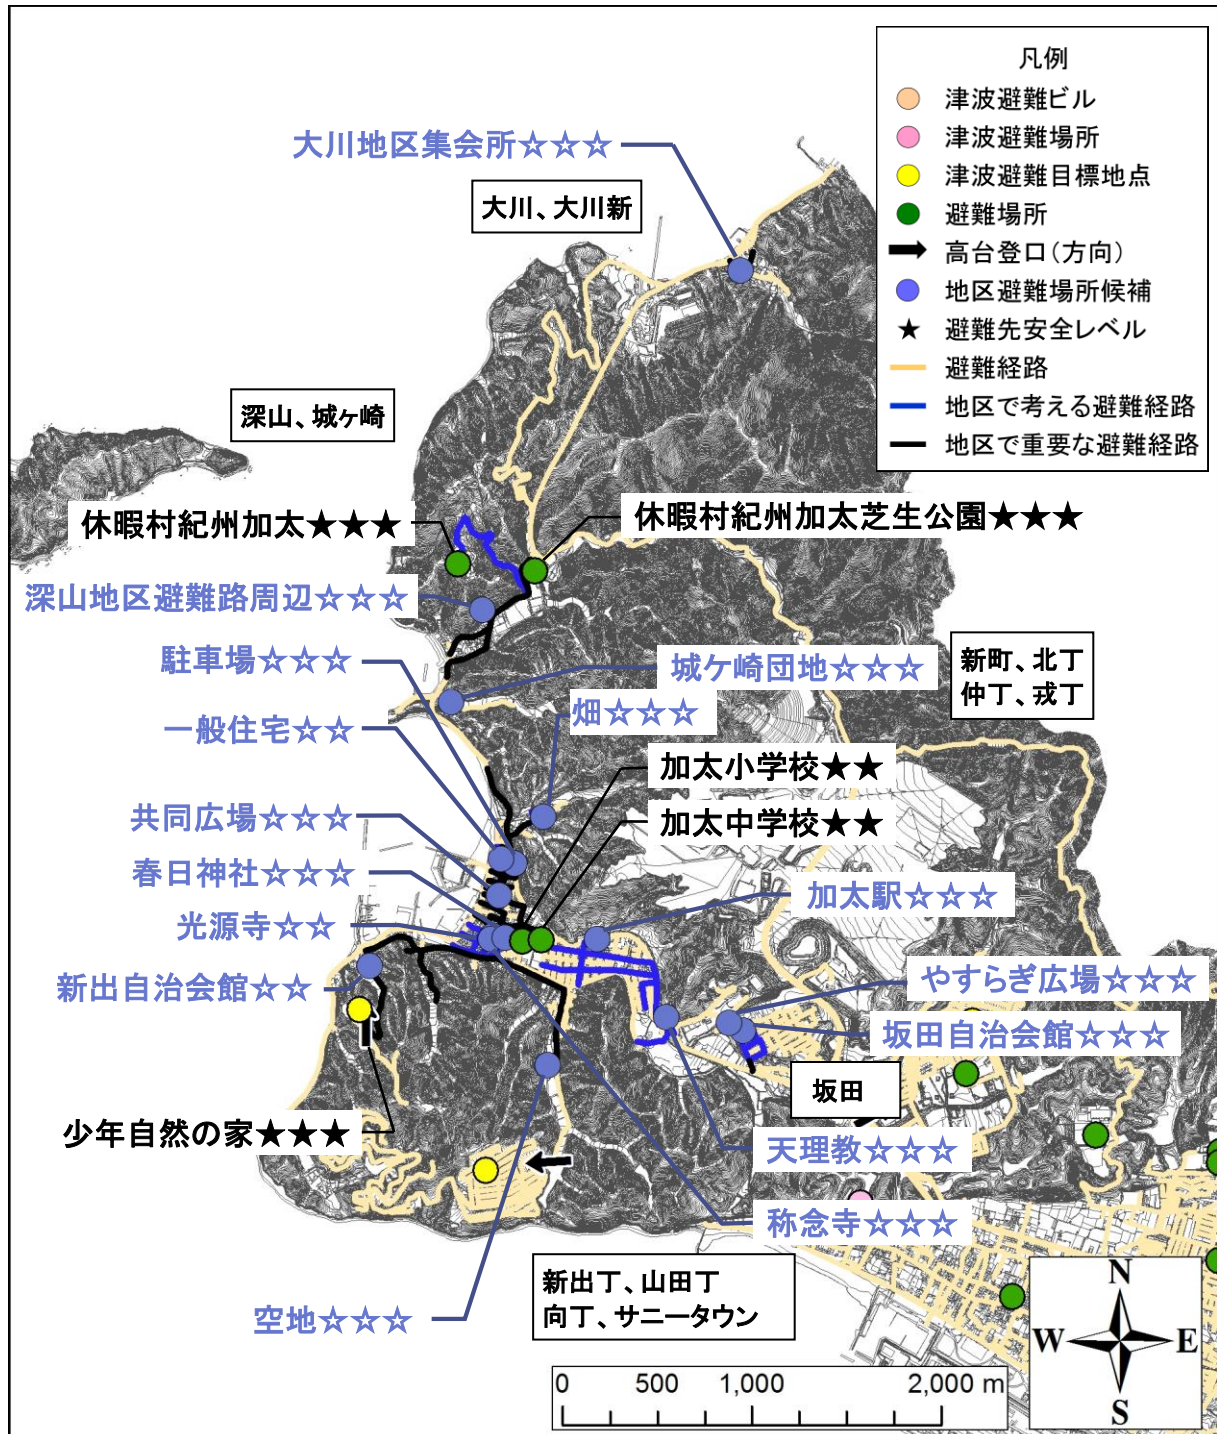 凡例
津波避難ビル
津波避難場所
津波避難目標地点
避難場所
高台登口(方向)
地区避難場所候補
★ 避難先安全レベル
避難経路
地区で考える避難経路
地区で重要な避難経路
大川地区集会所☆☆☆
大川、大川新
深山、城ヶ崎
休暇村紀州加太★★★
休暇村紀州加太芝生公園★★★
深山地区避難路周辺☆☆☆
駐車場☆☆☆
城ケ崎団地☆☆☆
新町、北丁
仲丁、戎丁
一般住宅☆☆
畑☆☆☆
加太小学校★★
共同広場☆☆☆
加太中学校★★
春日神社☆☆☆
加太駅☆☆☆
光源寺☆☆
新出自治会館☆☆
やすらぎ広場☆☆☆
坂田自治会館☆☆☆
坂田
少年自然の家★★★
天理教☆☆☆
称念寺☆☆☆
新出丁、山田丁
向丁、サニータウン
空地☆☆☆
0 500 1,000 2,000 m
N
W E
S